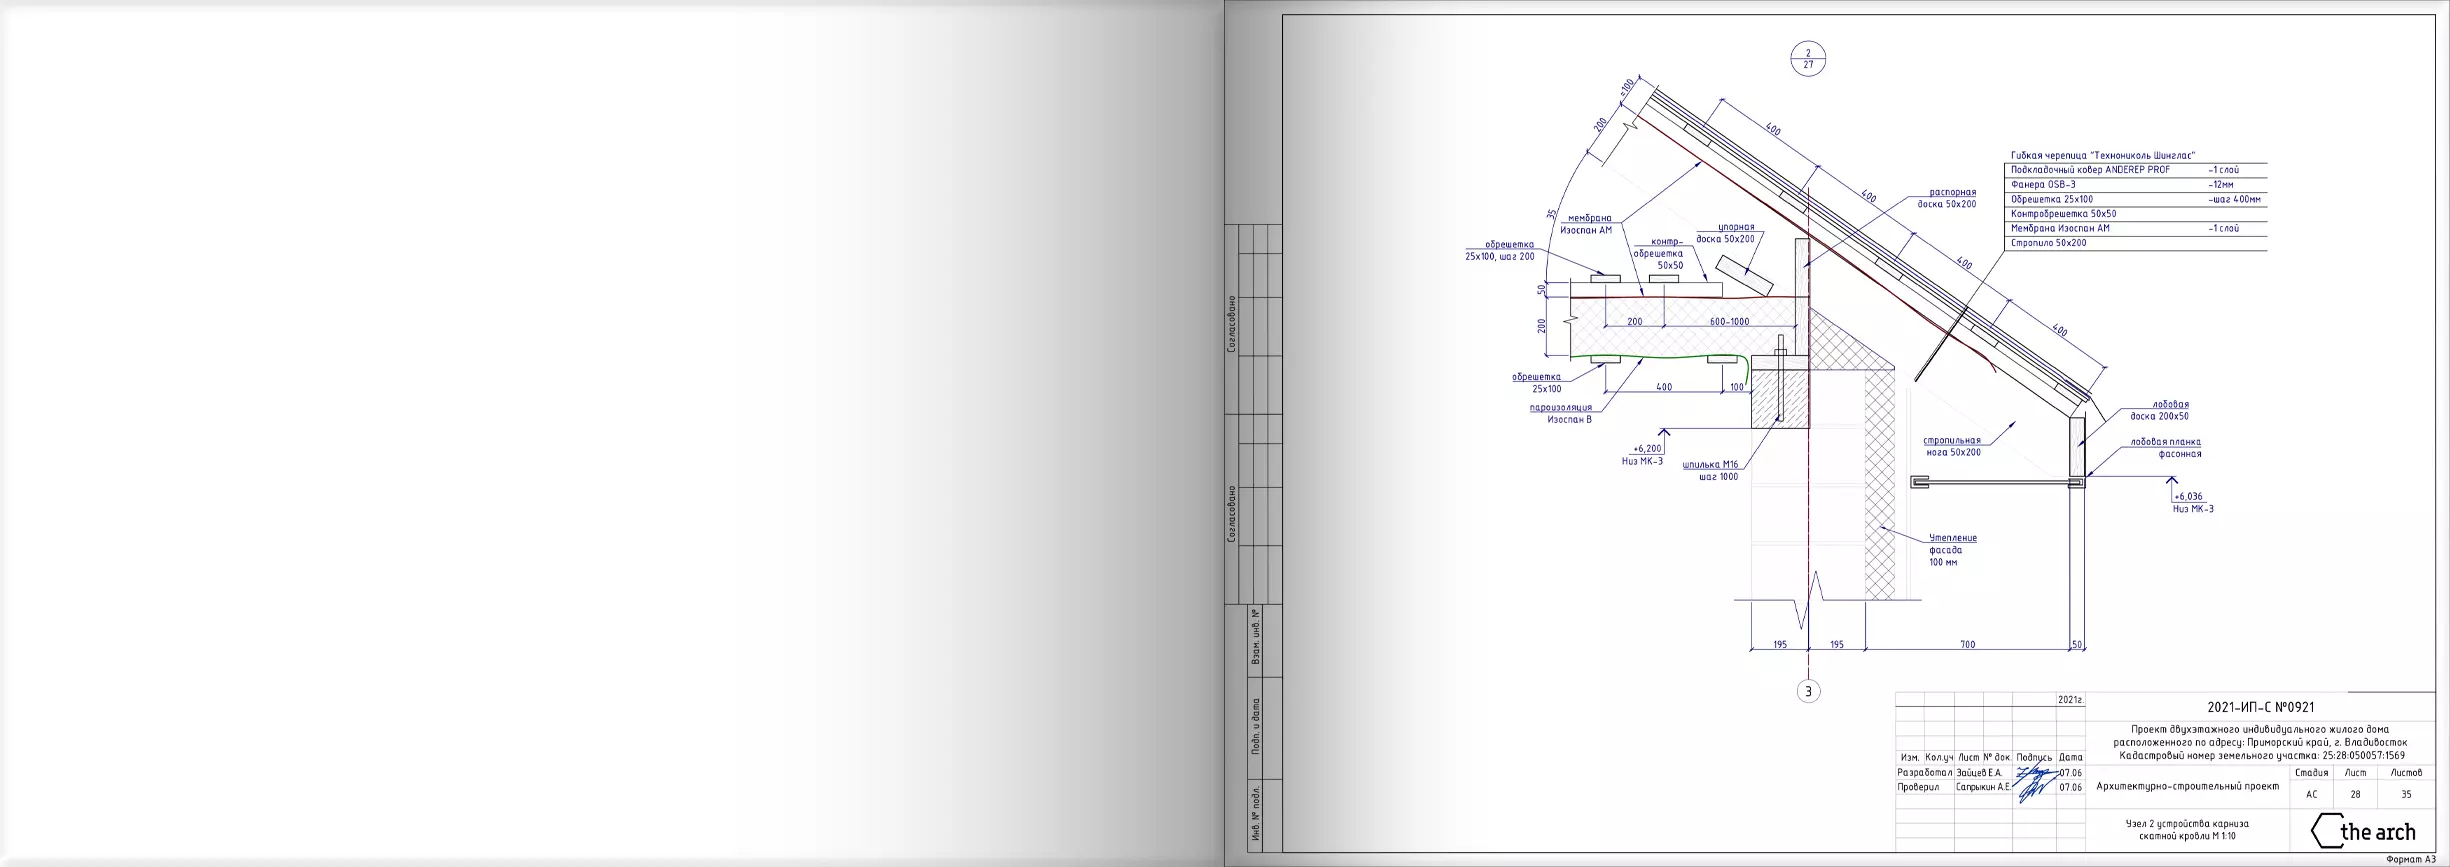 2
27
≈100
200
400
400
400
400
35
Гибкая черепица "Технониколь Шинглас"
Подкладочный ковер ANDEREP PROF -1 слой
Фанера OSB-3 -12мм
Обрешетка 25х100 -шаг 400мм
Контробрешетка 50х50
Мембрана Изоспан АМ -1 слой
Стропило 50х200
распорная
доска 50х200
мембрана
Изоспан АМ
упорная
доска 50х200
контр-
обрешетка
50х50
обрешетка
25х100, шаг 200
50
200
200
600-1000
обрешетка
25х100
400
100
пароизоляция
Изоспан В
+6,200
Низ МК-3
шпилька М16
шаг 1000
лобовая
доска 200х50
стропильная
нога 50х200
лобовая планка
фасонная
+6,036
Низ МК-3
Утепление
фасада
100 мм
195
195
700
50
3
Согласовано
Согласовано
Взам. инв. №
Подп. и дата
Инв. № подл.
2021г.
2021-ИП-С №0921
Проект двухэтажного индивидуального жилого дома
расположенного по адресу: Приморский край, г. Владивосток
Кадастровый номер земельного участка: 25:28:050057:1569
Изм. Кол.уч Лист № док. Подпись Дата
Разработал Зайцев Е.А. 07.06
Проверил Сапрыкин А.Е. 07.06
Архитектурно-строительный проект
Стадия Лист Листов
АС 28 35
Узел 2 устройства карниза
скатной кровли М 1:10
the arch
Формат А3